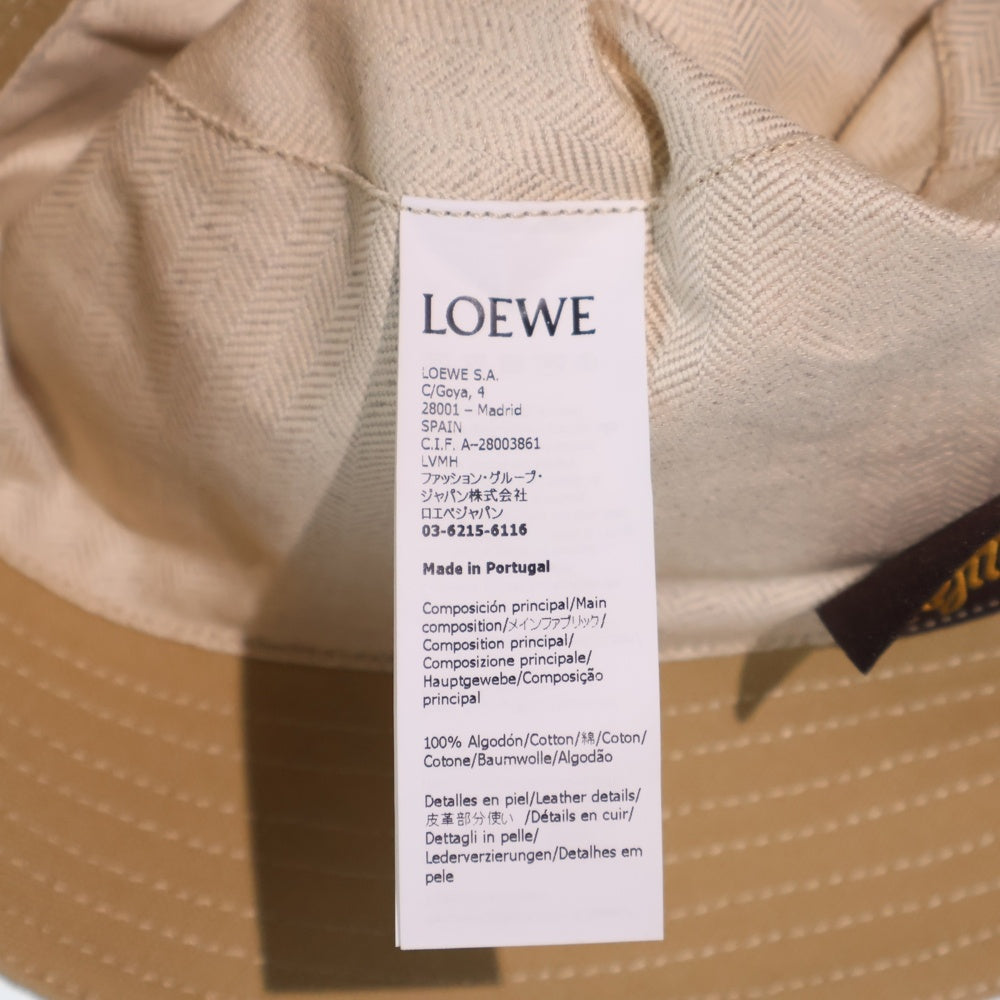 LOEWE
LOEWE S.A.
C/Goya, 4
28001 – Madrid
SPAIN
C.I.F. A-28003861
LVMH
ファッション・グループ・
ジャパン株式会社
ロエベジャパン
03-6215-6116
Made in Portugal
Composición principal/Main
composition/メインファブリック/
Composition principal/
Composizione principale/
Hauptgewebe/Composição
principal
100% Algodón/Cotton/綿/Coton/
Cotone/Baumwolle/Algodão
Detalles en piel/Leather details/
皮革部分使い /Détails en cuir/
Dettagli in pelle/
Lederverzierungen/Detalhes em
pele